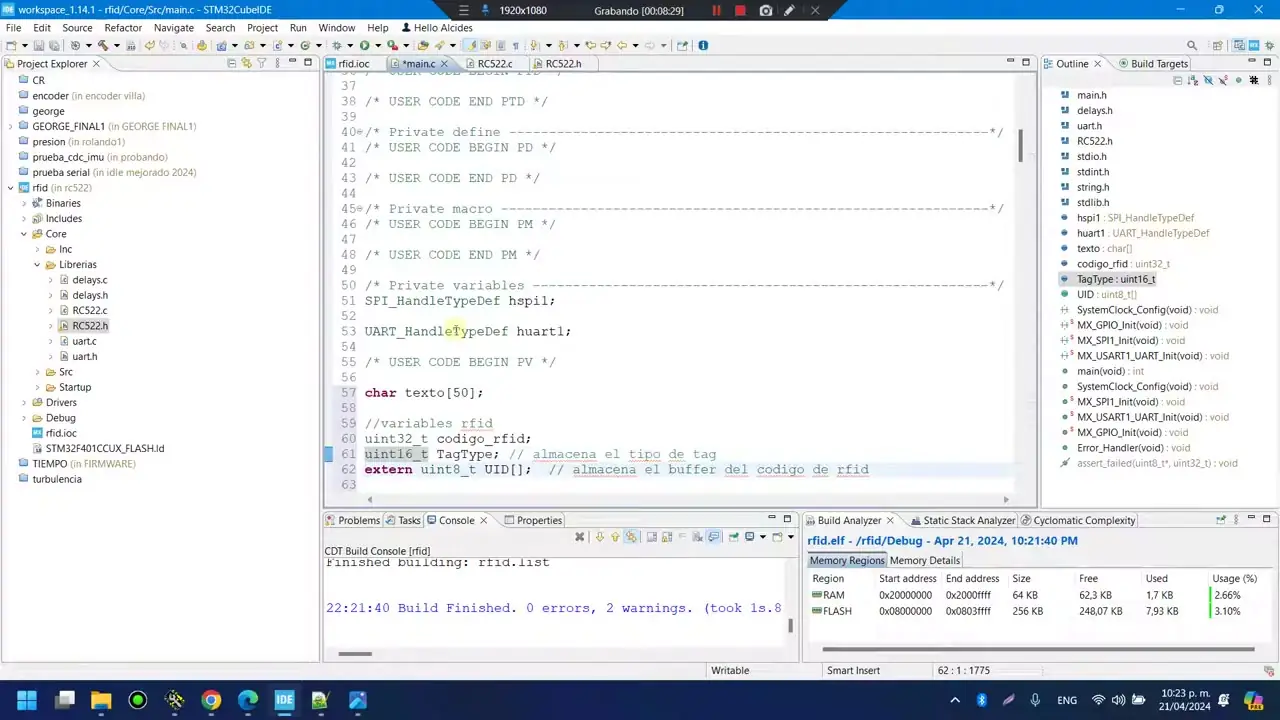 workspace_1.14.1 - rfid/Core/Src/main.c - STM32CubeIDE
1920x1080
Grabando [00:08:29]
File Edit Source Refactor Navigate Search Project Run Window Help Hello Alcides
Project Explorer
CR
encoder (in encoder villa)
george
GEORGE_FINAL1 (in GEORGE FINAL1)
presion (in rolando1)
prueba_cdc_imu (in probando)
prueba serial (in idle mejorado 2024)
rfid (in rc522)
Binaries
Includes
Core
Inc
Librerias
delays.c
delays.h
RC522.c
RC522.h
uart.c
uart.h
Src
Startup
Drivers
Debug
rfid.ioc
STM32F401CCUX_FLASH.ld
TIEMPO (in FIRMWARE)
turbulencia
rfid.ioc *main.c RC522.c RC522.h
37
38 /* USER CODE END PTD */
39
40 /* Private define ------------------------------------------------------------*/
41 /* USER CODE BEGIN PD */
42
43 /* USER CODE END PD */
44
45 /* Private macro -------------------------------------------------------------*/
46 /* USER CODE BEGIN PM */
47
48 /* USER CODE END PM */
49
50 /* Private variables ---------------------------------------------------------*/
51 SPI_HandleTypeDef hspi1;
52
53 UART_HandleTypeDef huart1;
54
55 /* USER CODE BEGIN PV */
56
57 char texto[50];
58
59 //variables rfid
60 uint32_t codigo_rfid;
61 uint16_t TagType; // almacena el tipo de tag
62 extern uint8_t UID[]; // almacena el buffer del codigo de rfid
63
Outline Build Targets
main.h
delays.h
uart.h
RC522.h
stdio.h
stdint.h
string.h
stdlib.h
hspi1 : SPI_HandleTypeDef
huart1 : UART_HandleTypeDef
texto : char[]
codigo_rfid : uint32_t
TagType : uint16_t
UID : uint8_t[]
SystemClock_Config(void) : void
MX_GPIO_Init(void) : void
MX_SPI1_Init(void) : void
MX_USART1_UART_Init(void) : void
main(void) : int
SystemClock_Config(void) : void
MX_SPI1_Init(void) : void
MX_USART1_UART_Init(void) : void
MX_GPIO_Init(void) : void
Error_Handler(void) : void
assert_failed(uint8_t*, uint32_t) : void
Problems Tasks Console Properties
CDT Build Console [rfid]
Finished building: rfid.list
22:21:40 Build Finished. 0 errors, 2 warnings. (took 1s.8
Build Analyzer Static Stack Analyzer Cyclomatic Complexity
rfid.elf - /rfid/Debug - Apr 21, 2024, 10:21:40 PM
Memory Regions Memory Details
Region Start address End address Size Free Used Usage (%)
RAM 0x20000000 0x2000ffff 64 KB 62,3 KB 1,7 KB 2.66%
FLASH 0x08000000 0x0803ffff 256 KB 248,07 KB 7,93 KB 3.10%
Writable Smart Insert 62 : 1 : 1775
IDE
ENG
10:23 p. m.
21/04/2024